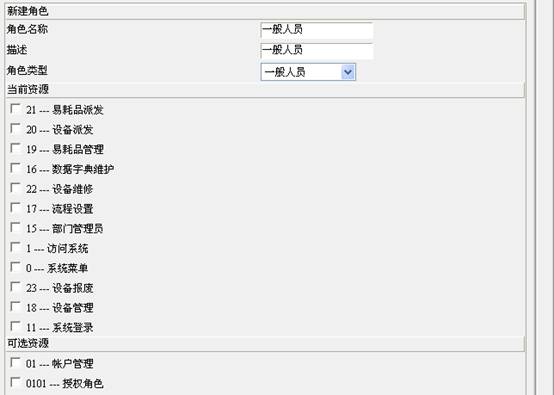 新建角色
角色名称 一般人员
描述 一般人员
角色类型 一般人员
当前资源
21 --- 易耗品派发
20 --- 设备派发
19 --- 易耗品管理
16 --- 数据字典维护
22 --- 设备维修
17 --- 流程设置
15 --- 部门管理员
1 --- 访问系统
0 --- 系统菜单
23 --- 设备报废
18 --- 设备管理
11 --- 系统登录
可选资源
01 --- 帐户管理
0101 --- 授权角色